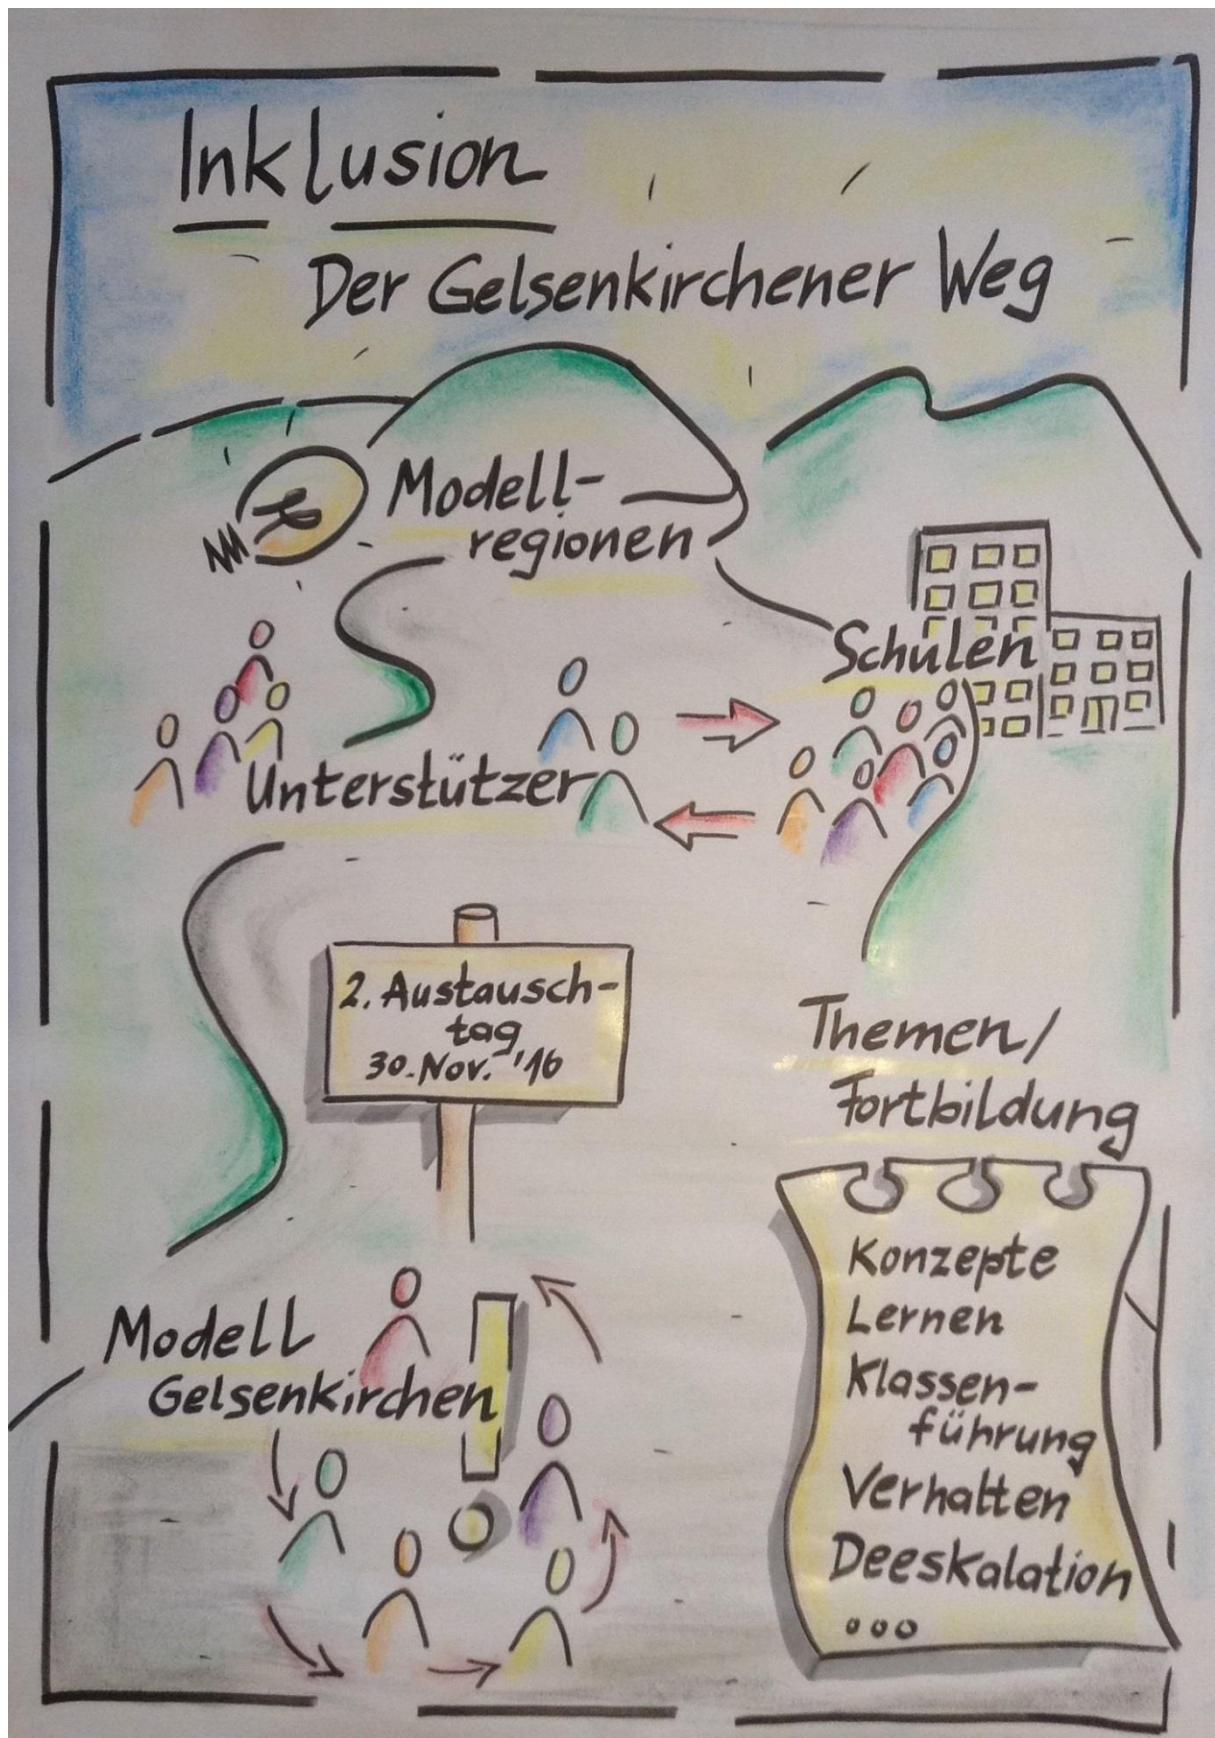 Inklusion
Der Gelsenkirchener Weg
Modell-
regionen
Schulen
Unterstützer
2. Austausch-
tag
30. Nov. '16
Themen/
Fortbildung
Konzepte
Lernen
Klassen-
führung
Verhalten
Deeskalation
ooo
Modell
Gelsenkirchen